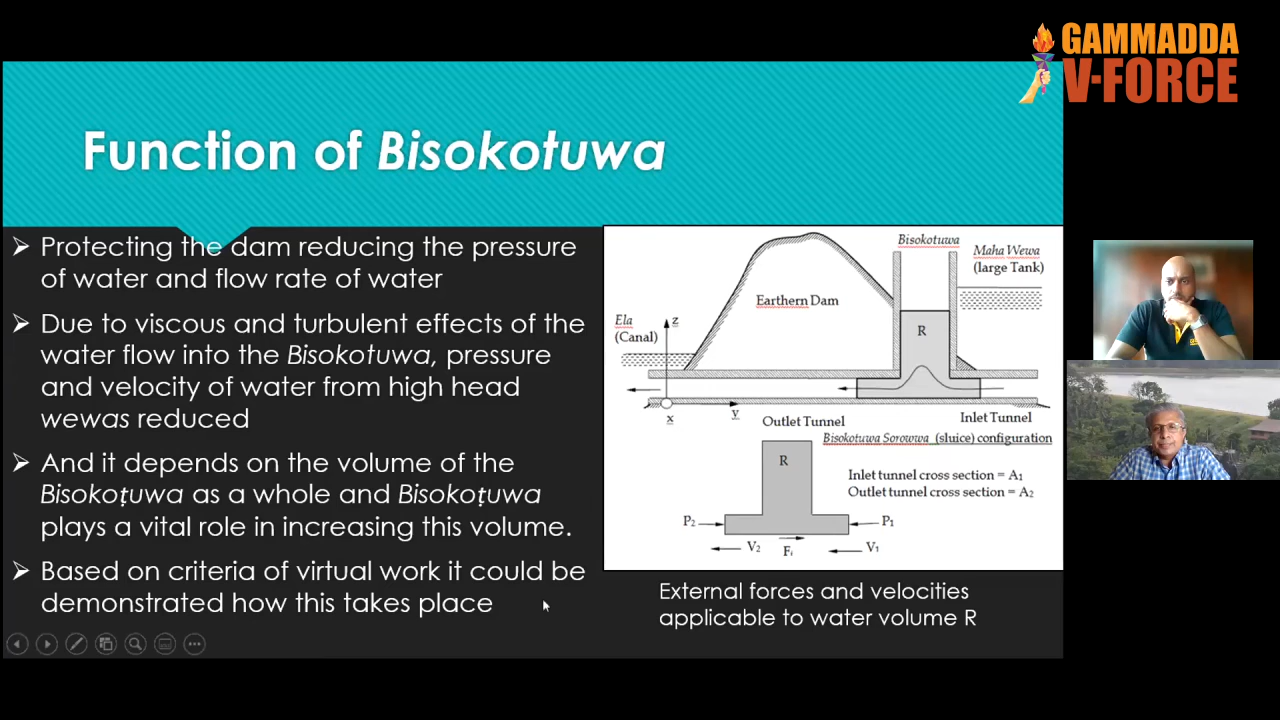 GAMMADDA
V-FORCE
Function of Bisokotuwa
➢ Protecting the dam reducing the pressure
of water and flow rate of water
➢ Due to viscous and turbulent effects of the
water flow into the Bisokotuwa, pressure
and velocity of water from high head
wewas reduced
➢ And it depends on the volume of the
Bisokoṭuwa as a whole and Bisokoṭuwa
plays a vital role in increasing this volume.
➢ Based on criteria of virtual work it could be
demonstrated how this takes place
Bisokotuwa
Maha Wewa
(large Tank)
Earthern Dam
Ela
(Canal)
z
R
y
x
Outlet Tunnel
Inlet Tunnel
Bisokotuwa Sorowwa (sluice) configuration
R
Inlet tunnel cross section = A₁
Outlet tunnel cross section = A₂
P₂
P₁
V₂
Fᵢ
V₁
External forces and velocities
applicable to water volume R